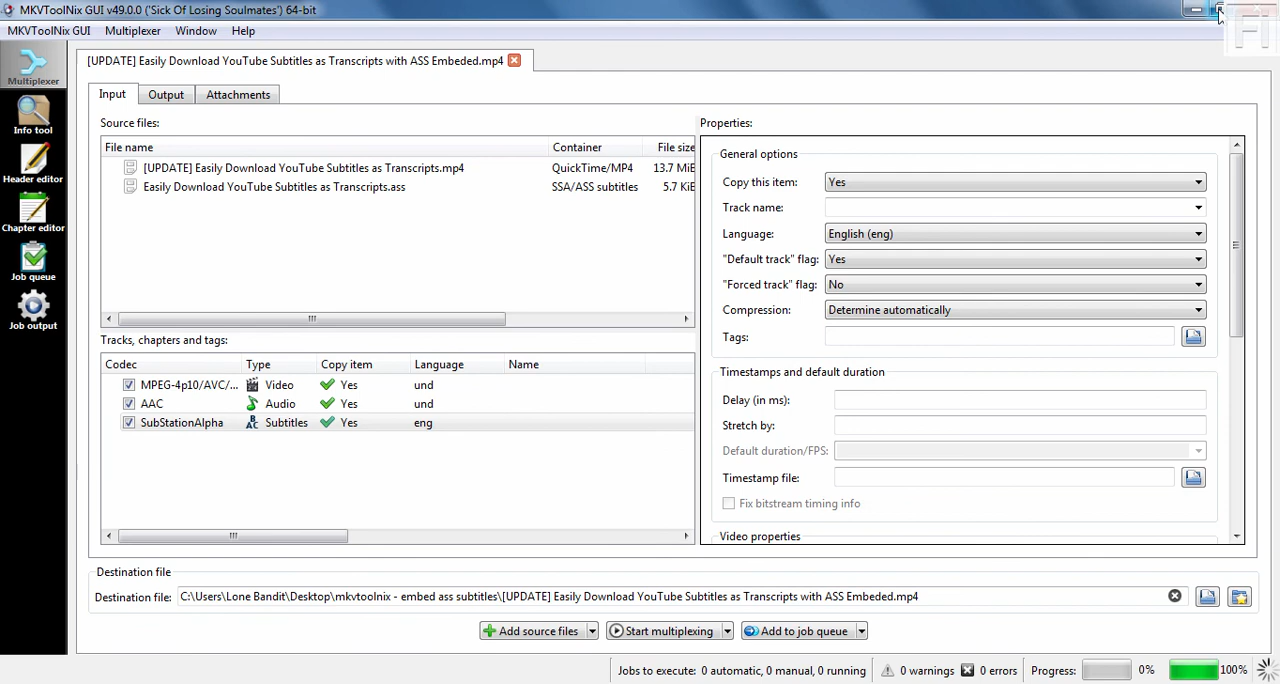 MKVToolNix GUI v49.0.0 ('Sick Of Losing Soulmates') 64-bit
MKVToolNix GUI Multiplexer Window Help
Multiplexer
Info tool
Header editor
Chapter editor
Job queue
Job output
[UPDATE] Easily Download YouTube Subtitles as Transcripts with ASS Embeded.mp4
Input Output Attachments
Source files:
File name Container File size
[UPDATE] Easily Download YouTube Subtitles as Transcripts.mp4 QuickTime/MP4 13.7 MiB
Easily Download YouTube Subtitles as Transcripts.ass SSA/ASS subtitles 5.7 KiB
Tracks, chapters and tags:
Codec Type Copy item Language Name
MPEG-4p10/AVC/... Video Yes und
AAC Audio Yes und
SubStationAlpha Subtitles Yes eng
Properties:
General options
Copy this item: Yes
Track name:
Language: English (eng)
"Default track" flag: Yes
"Forced track" flag: No
Compression: Determine automatically
Tags:
Timestamps and default duration
Delay (in ms):
Stretch by:
Default duration/FPS:
Timestamp file:
Fix bitstream timing info
Video properties
Destination file
Destination file: C:\Users\Lone Bandit\Desktop\mkvtoolnix - embed ass subtitles\[UPDATE] Easily Download YouTube Subtitles as Transcripts with ASS Embeded.mp4
Add source files Start multiplexing Add to job queue
Jobs to execute: 0 automatic, 0 manual, 0 running 0 warnings 0 errors Progress: 0% 100%